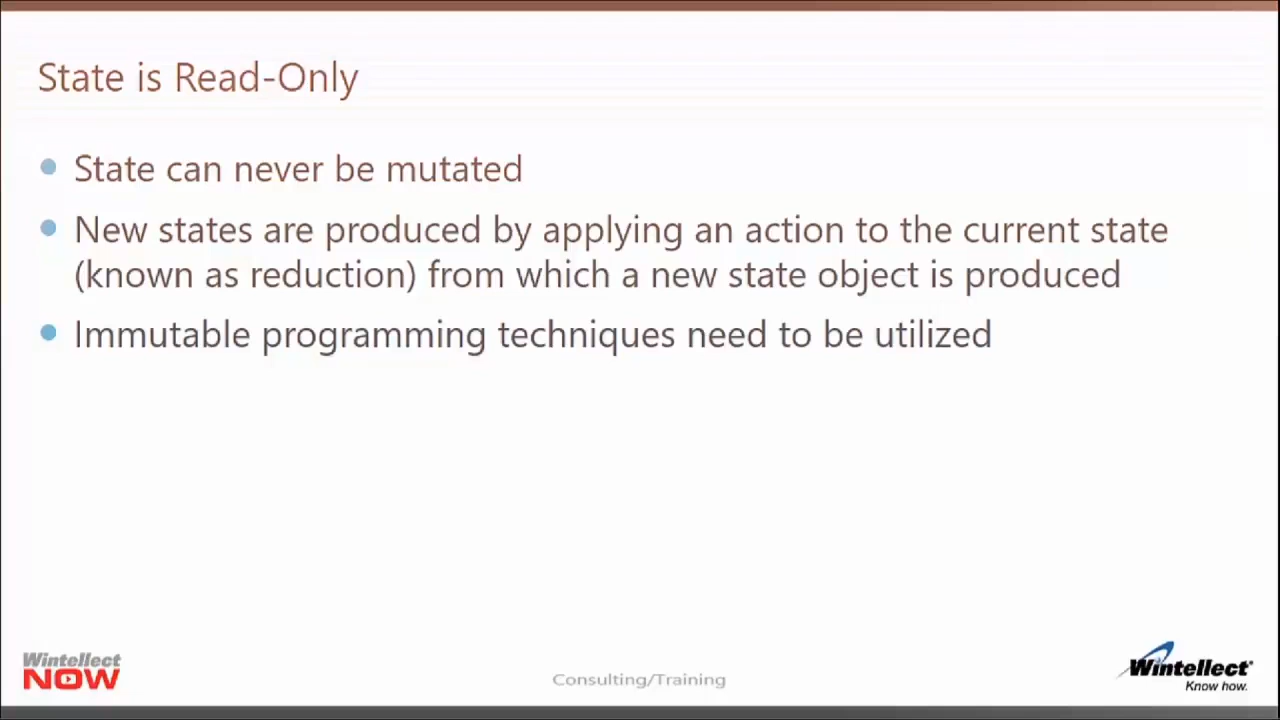 State is Read-Only
State can never be mutated
New states are produced by applying an action to the current state
(known as reduction) from which a new state object is produced
Immutable programming techniques need to be utilized
Wintellect
NOW
Consulting/Training
Wintellect
Know how.